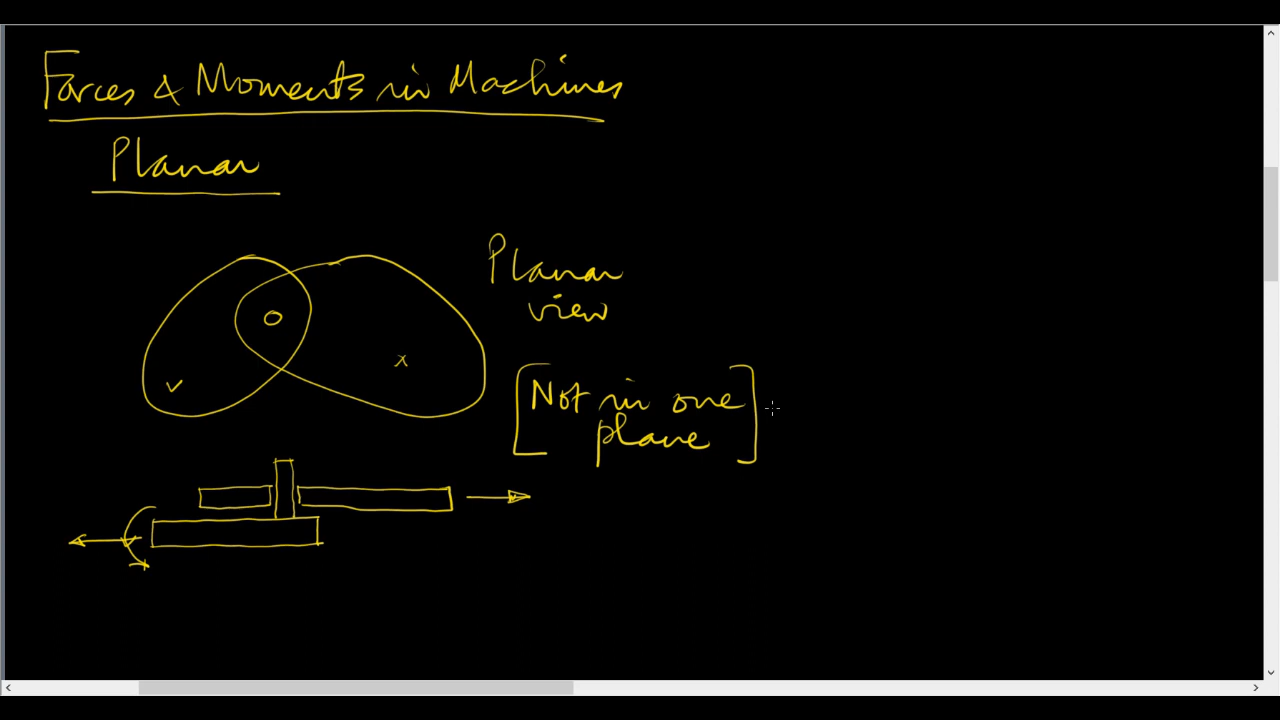 Forces & Moments in Machines
Planar
Planar
view
[Not in one
plane]